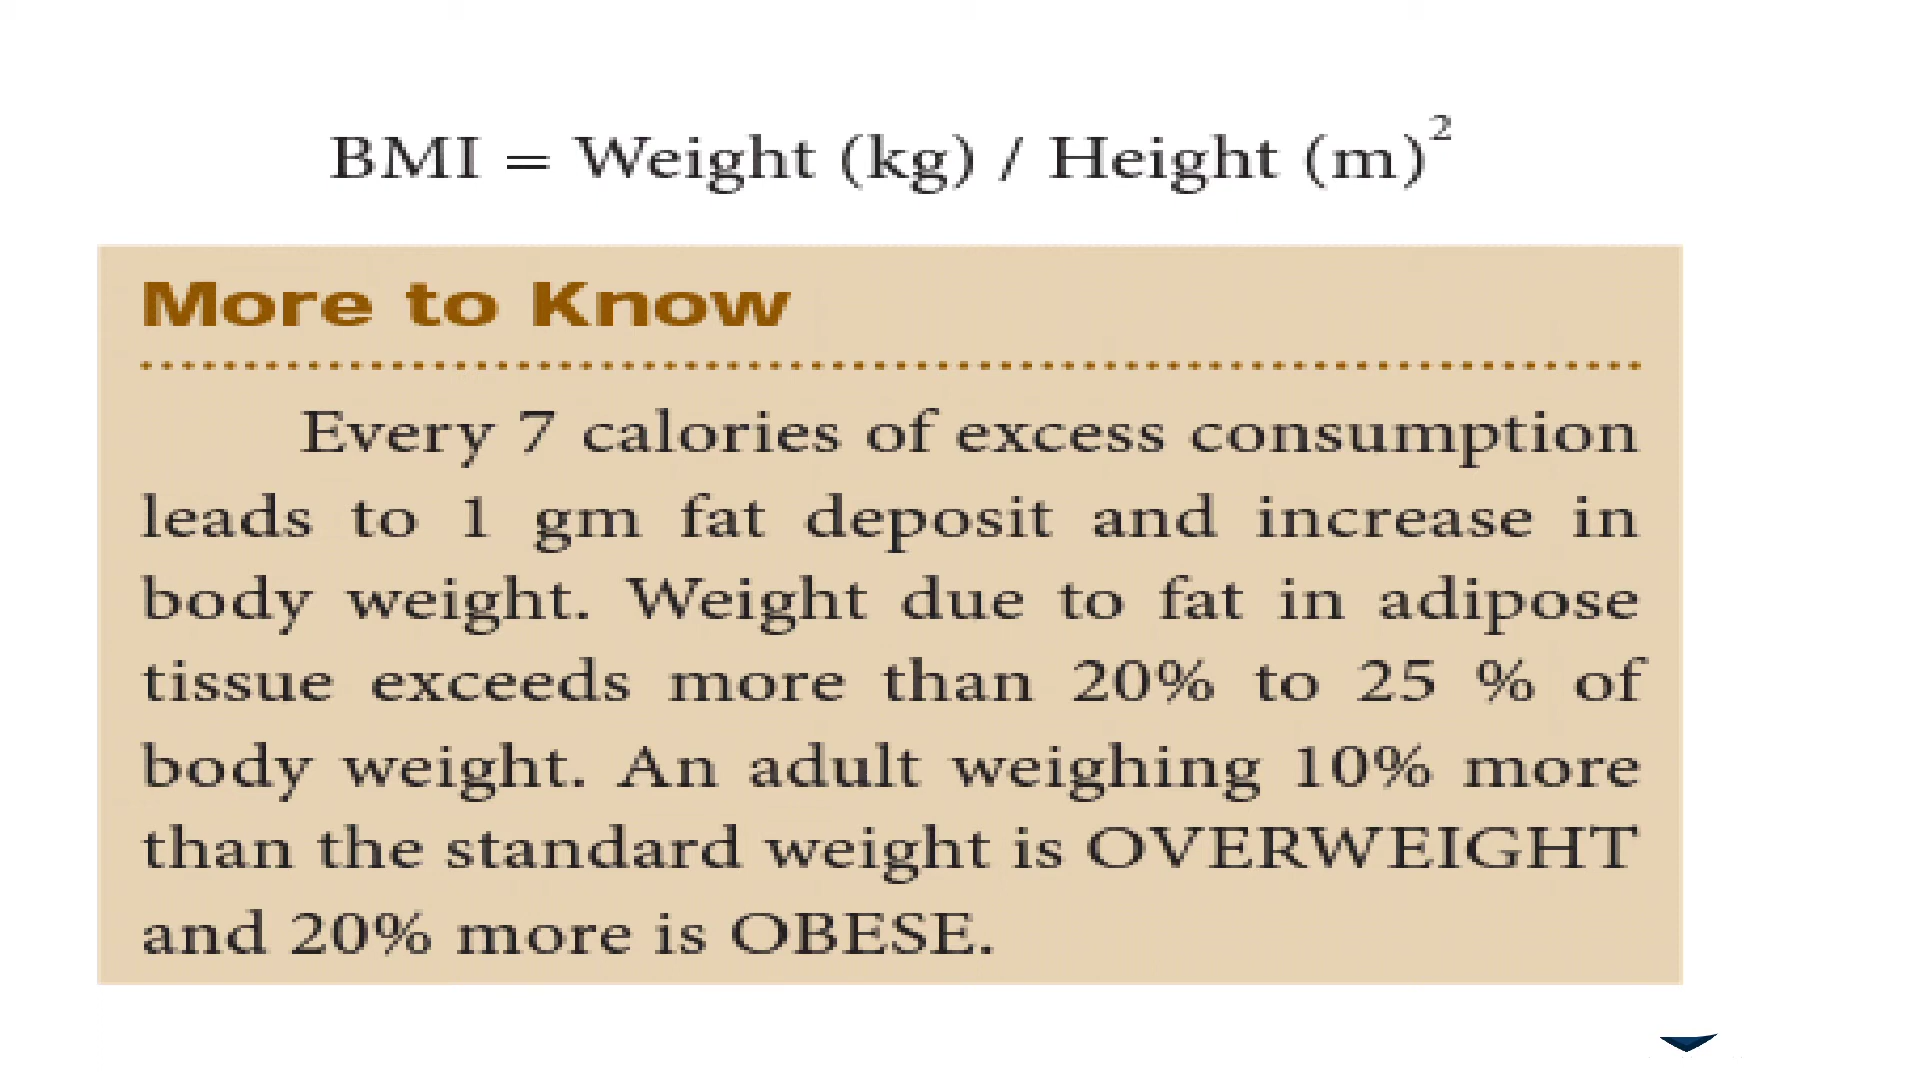 BMI = Weight (kg) / Height (m)²
More to Know
Every 7 calories of excess consumption
leads to 1 gm fat deposit and increase in
body weight. Weight due to fat in adipose
tissue exceeds more than 20% to 25 % of
body weight. An adult weighing 10% more
than the standard weight is OVERWEIGHT
and 20% more is OBESE.